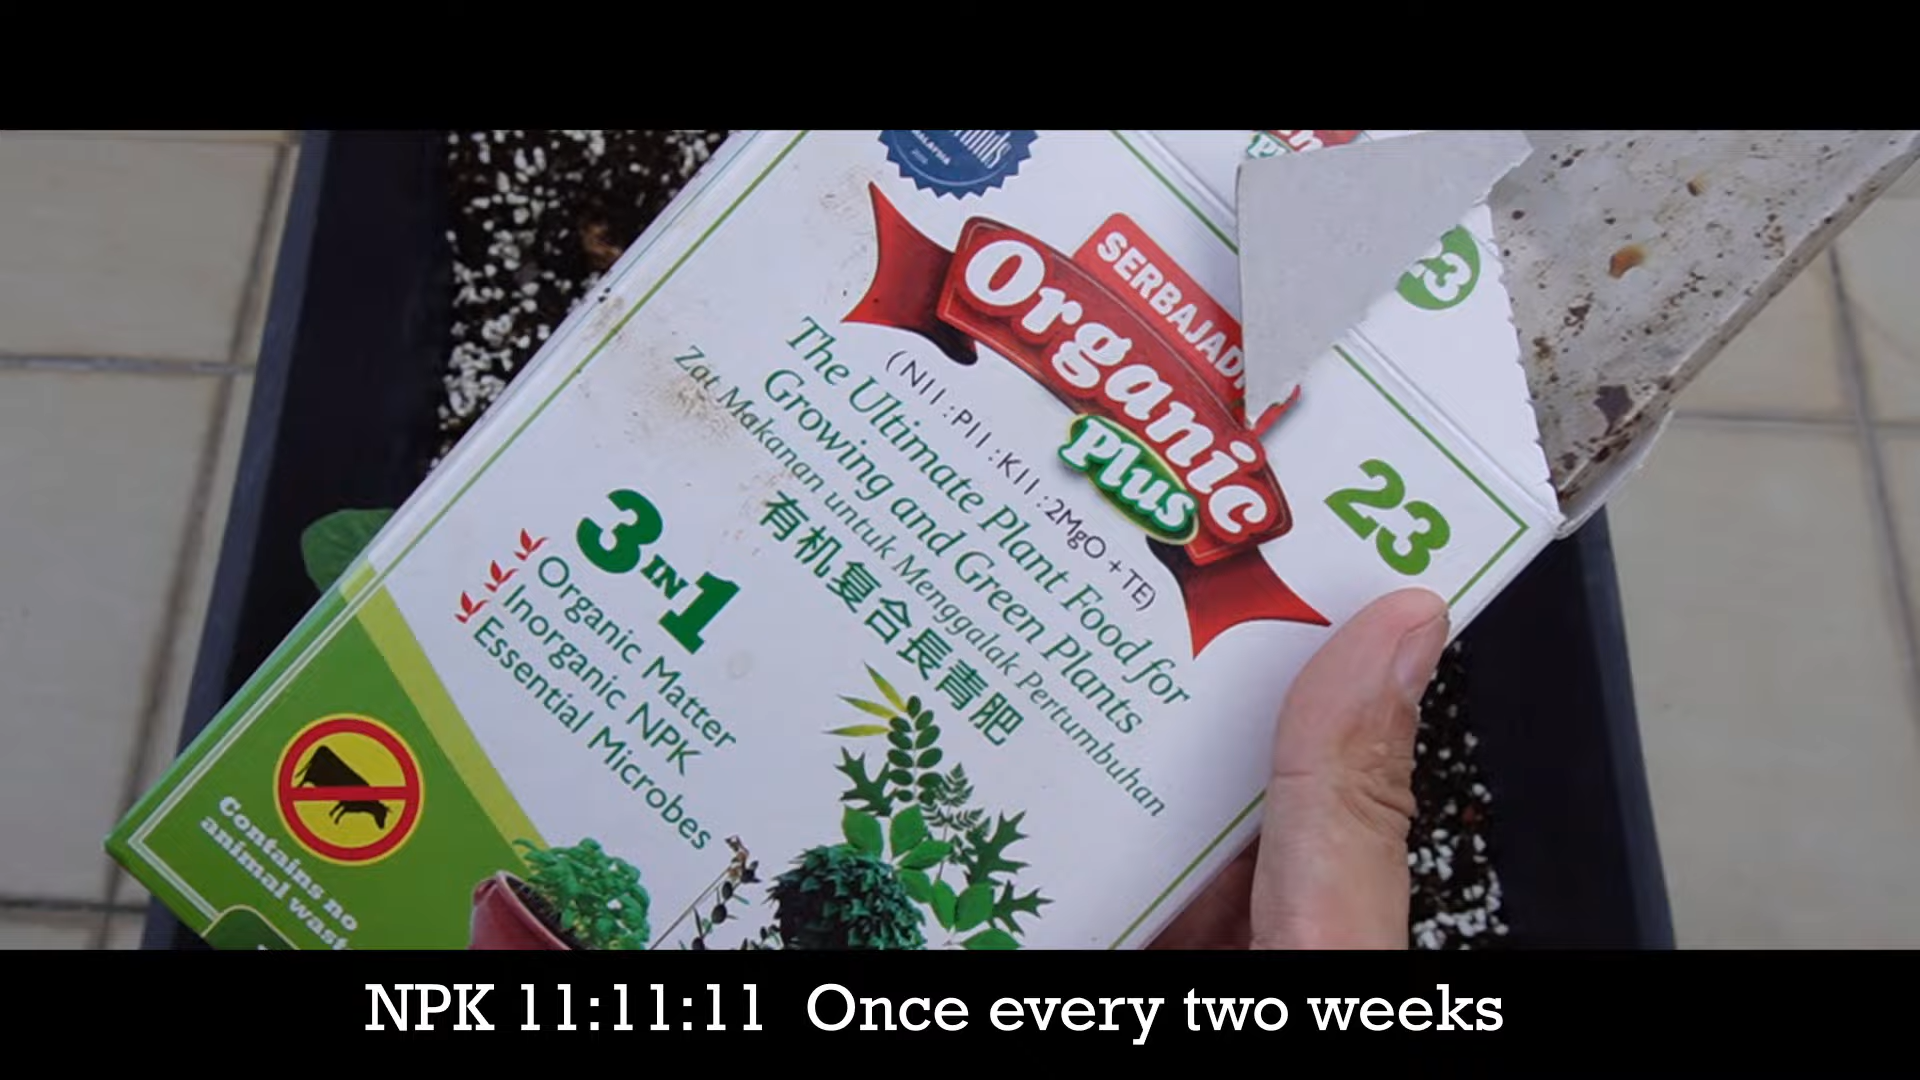 MALAYSIA
SERBAJADI
Organic
Plus
23
23
(N11:P11:K11:2MgO+TE)
The Ultimate Plant Food for
Growing and Green Plants
Zat Makanan untuk Menggalak Pertumbuhan
有机复合長青肥
3 IN 1
Organic Matter
Inorganic NPK
Essential Microbes
Contains no
animal waste
NPK 11:11:11 Once every two weeks